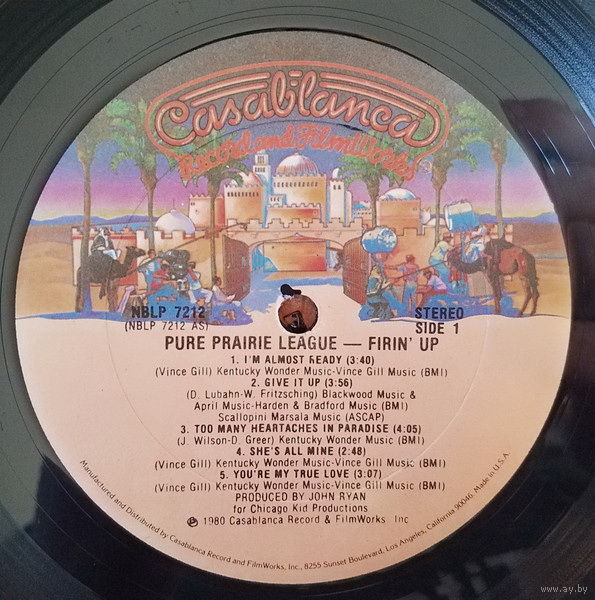 Casablanca
Record and FilmWorks
NBLP 7212
(NBLP 7212 AS)
STEREO
SIDE 1
PURE PRAIRIE LEAGUE — FIRIN' UP
1. I'M ALMOST READY (3:40)
(Vince Gill) Kentucky Wonder Music-Vince Gill Music (BMI)
2. GIVE IT UP (3:56)
(D. Lubahn-W. Fritzsching) Blackwood Music &
April Music-Harden & Bradford Music (BMI)
Scallopini Marsala Music (ASCAP)
3. TOO MANY HEARTACHES IN PARADISE (4:05)
(J. Wilson-D. Greer) Kentucky Wonder Music (BMI)
4. SHE'S ALL MINE (2:48)
(Vince Gill) Kentucky Wonder Music-Vince Gill Music (BMI)
5. YOU'RE MY TRUE LOVE (3:07)
(Vince Gill) Kentucky Wonder Music-Vince Gill Music (BMI)
PRODUCED BY JOHN RYAN
for Chicago Kid Productions
℗ 1980 Casablanca Record & FilmWorks Inc
Manufactured and Distributed by Casablanca Record and FilmWorks, Inc., 8255 Sunset Boulevard, Los Angeles, California 90046. Made in U.S.A.
www.ay.by